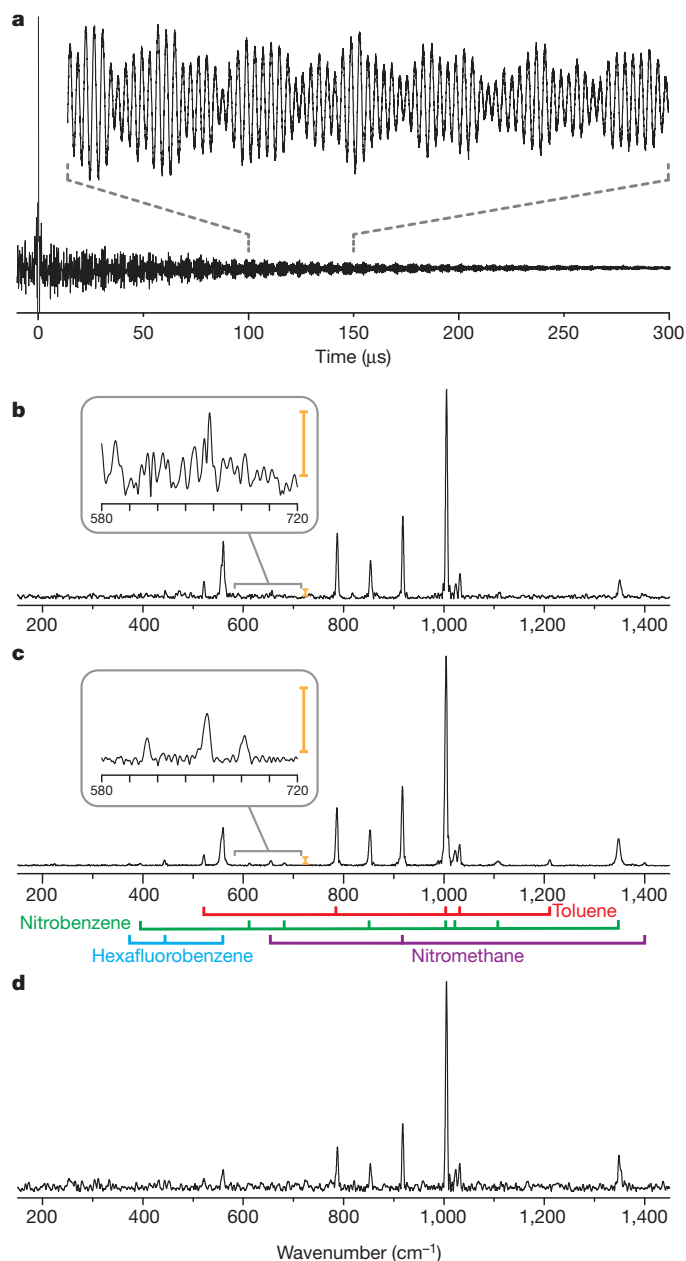 a
0 50 100 150 200 250 300
Time (μs)
b
580 720
200 400 600 800 1,000 1,200 1,400
c
580 720
200 400 600 800 1,000 1,200 1,400
Toluene
Nitrobenzene
Hexafluorobenzene Nitromethane
d
200 400 600 800 1,000 1,200 1,400
Wavenumber (cm⁻¹)